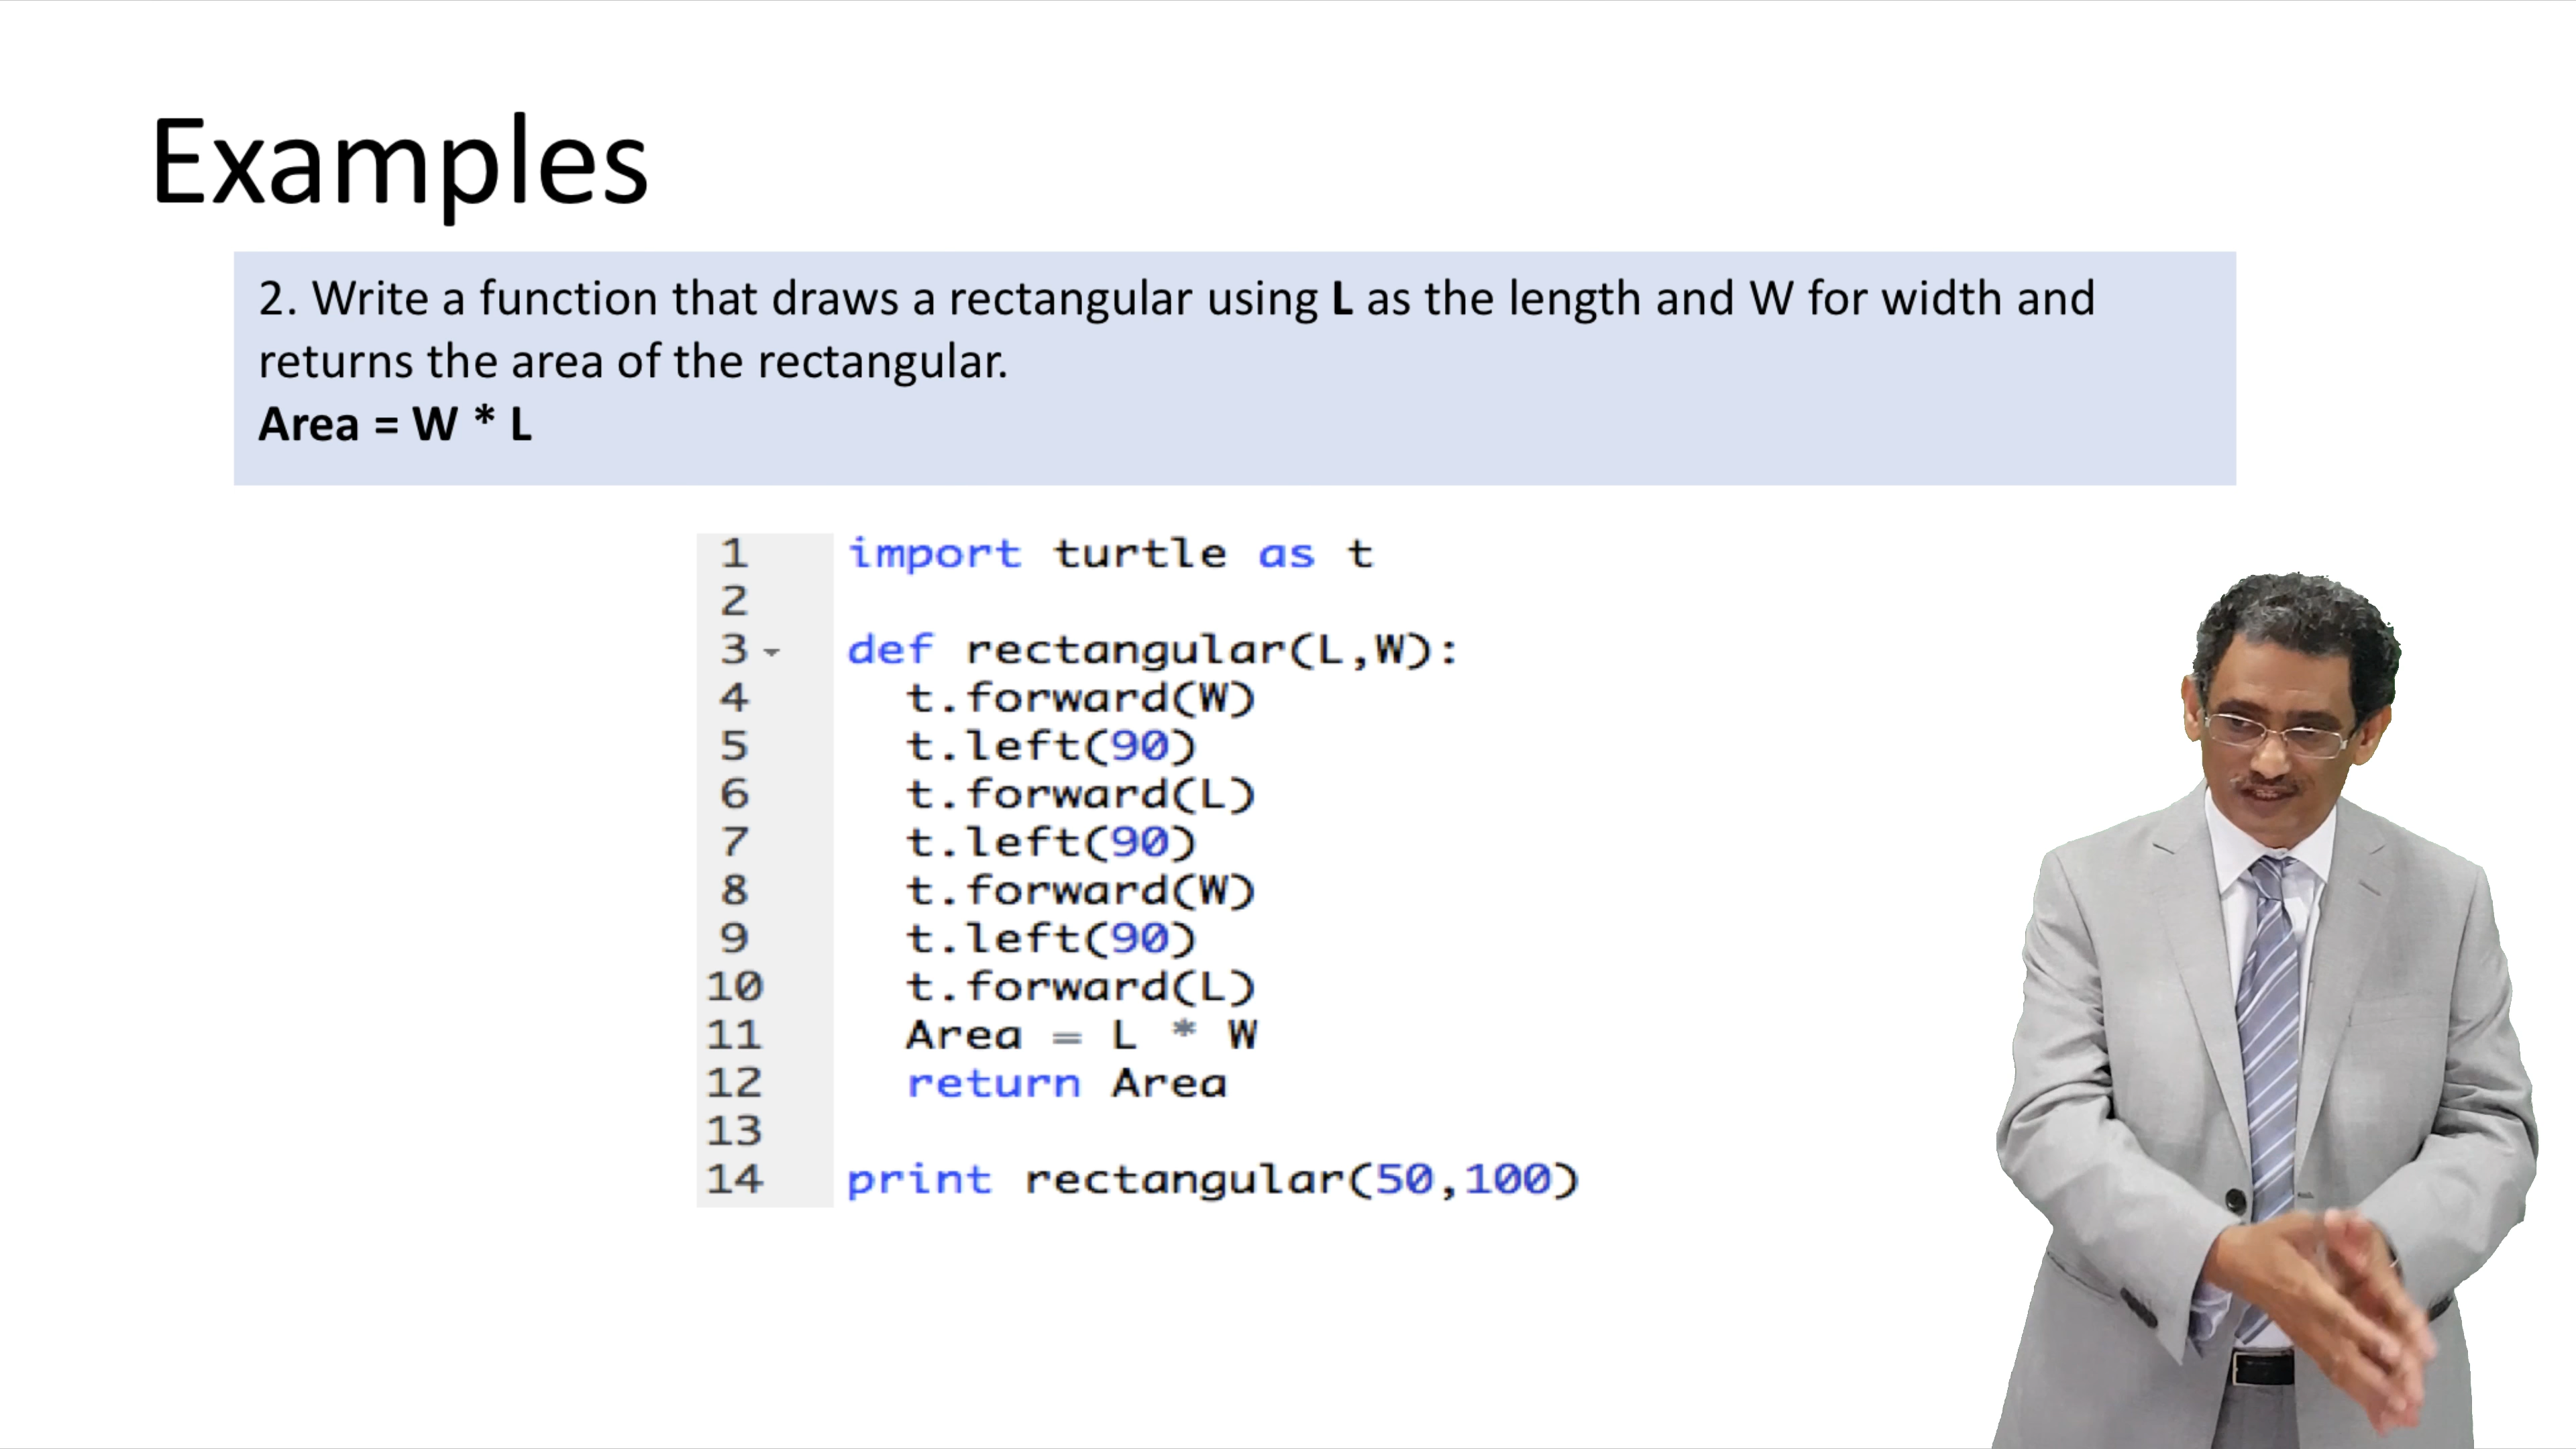 Examples
2. Write a function that draws a rectangular using L as the length and W for width and
returns the area of the rectangular.
Area = W * L
1 import turtle as t
2
3 def rectangular(L,W):
4 t.forward(W)
5 t.left(90)
6 t.forward(L)
7 t.left(90)
8 t.forward(W)
9 t.left(90)
10 t.forward(L)
11 Area = L * W
12 return Area
13
14 print rectangular(50,100)